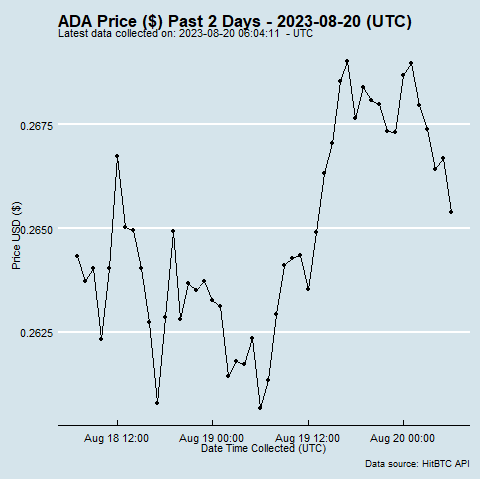 ADA Price ($) Past 2 Days - 2023-08-20 (UTC)
Latest data collected on: 2023-08-20 06:04:11  - UTC
0.2675
0.2650
0.2625
Price USD ($)
Aug 18 12:00 Aug 19 00:00 Aug 19 12:00 Aug 20 00:00
Date Time Collected (UTC)
Data source: HitBTC API